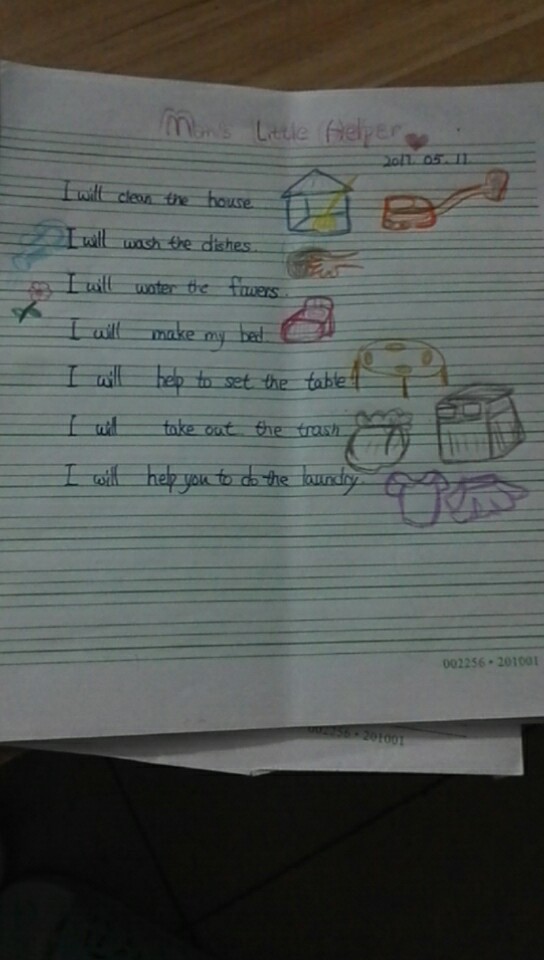 Mom's Little Helper
2017. 05. 11
I will clean the house
I will wash the dishes.
I will water the flowers.
I will make my bed
I will help to set the table
I will take out the trash
I will help you to do the laundry.
002256 • 201001
002256 • 201001